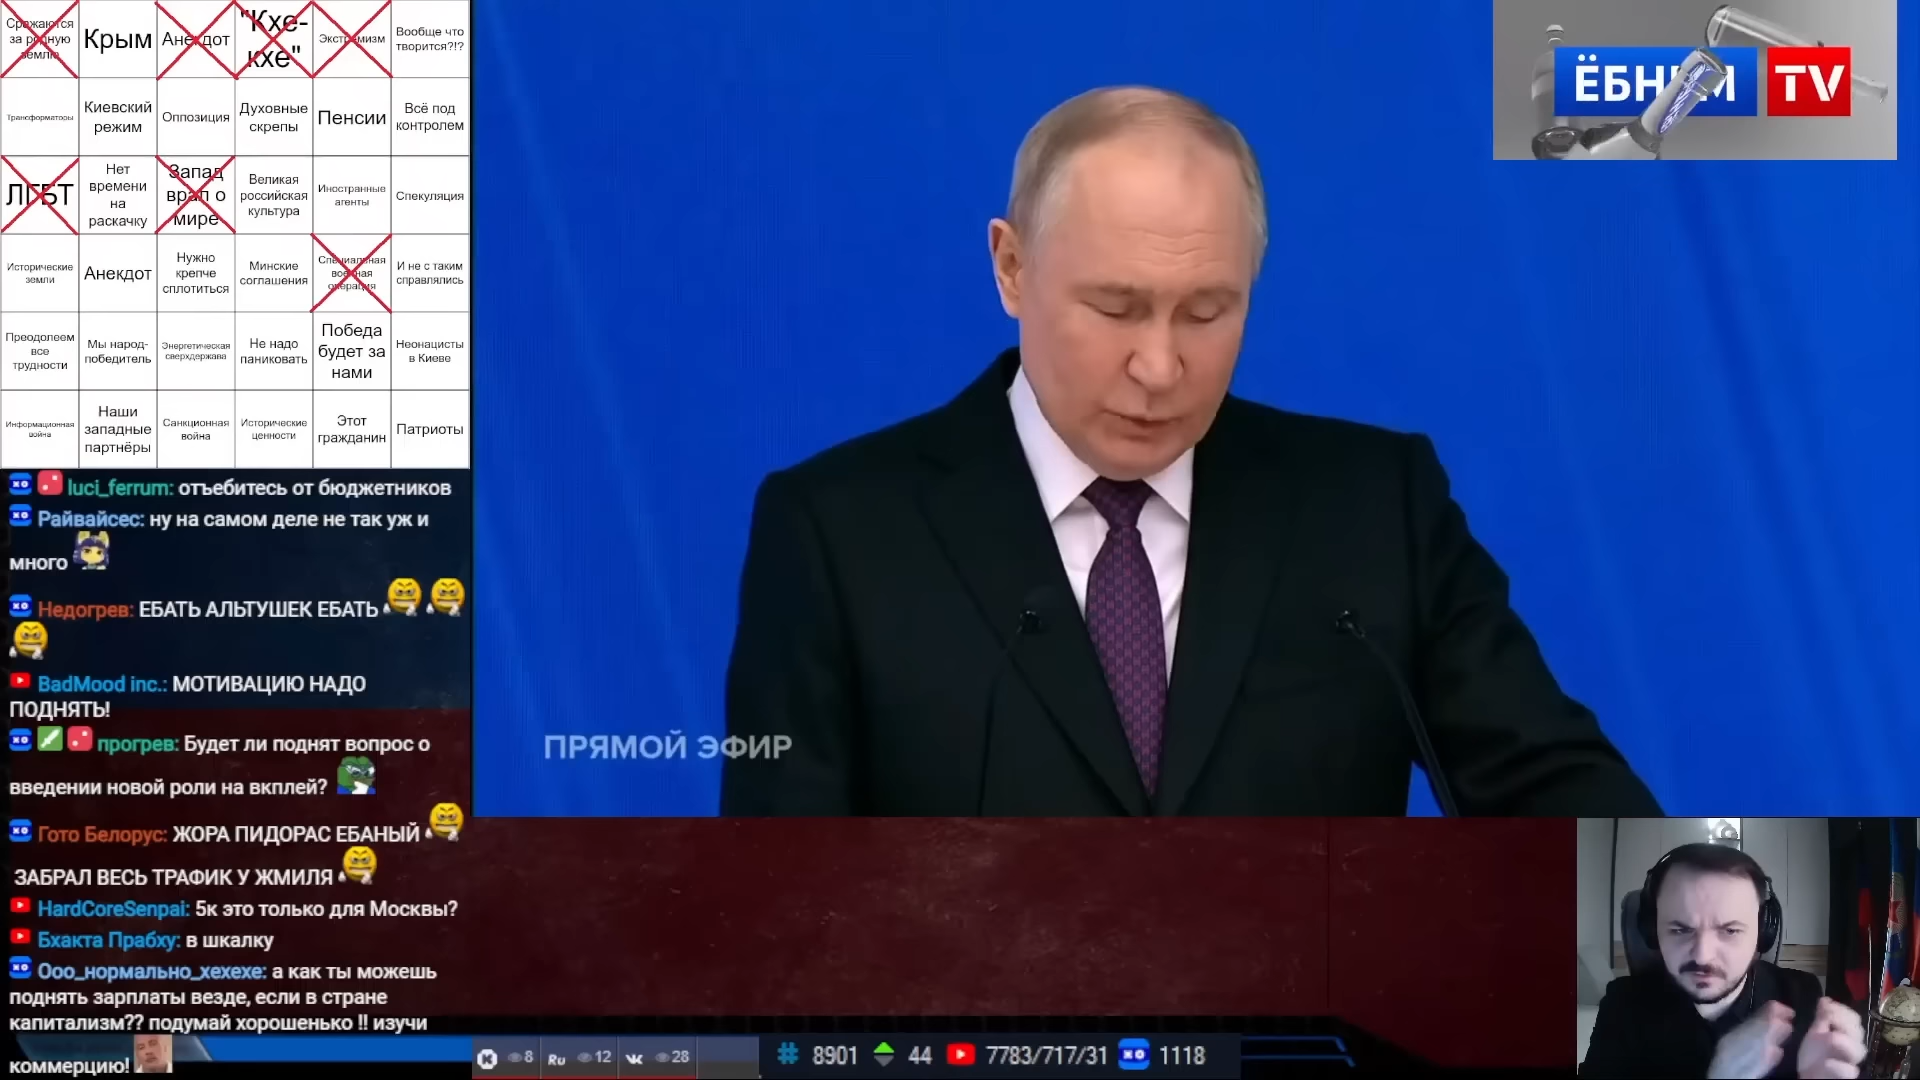 Сражаются
за родную
землю
Крым
Анекдот
"Кхе-
кхе"
Экстремизм
Вообще что
творится?!?
Трансформаторы
Киевский
режим
Оппозиция
Духовные
скрепы
Пенсии
Всё под
контролем
ЛГБТ
Нет
времени
на
раскачку
Запад
врал о
мире
Великая
российская
культура
Иностранные
агенты
Спекуляция
Исторические
земли
Анекдот
Нужно
крепче
сплотиться
Минские
соглашения
Специальная
военная
операция
И не с таким
справлялись
Преодолеем
все
трудности
Мы народ-
победитель
Энергетическая
сверхдержава
Не надо
паниковать
Победа
будет за
нами
Неонацисты
в Киеве
Информационная
война
Наши
западные
партнёры
Санкционная
война
Исторические
ценности
Этот
гражданин
Патриоты
TV
ПРЯМОЙ ЭФИР
luci_ferrum: отъебитесь от бюджетников
Райвайсес: ну на самом деле не так уж и
много
Недогрев: ЕБАТЬ АЛЬТУШЕК ЕБАТЬ
BadMood inc.: МОТИВАЦИЮ НАДО
ПОДНЯТЬ!
прогрев: Будет ли поднят вопрос о
введении новой роли на вкплей?
Гото Белорус: ЖОРА ПИДОРАС ЕБАНЫЙ
ЗАБРАЛ ВЕСЬ ТРАФИК У ЖМИЛЯ
HardCoreSenpai: 5к это только для Москвы?
Бхакта Прабху: в шкалку
Ооо_нормально_хехехе: а как ты можешь
поднять зарплаты везде, если в стране
капитализм?? подумай хорошенько !! изучи
коммерцию!
8
Ru 12
28
8901 44 7783/717/31 1118